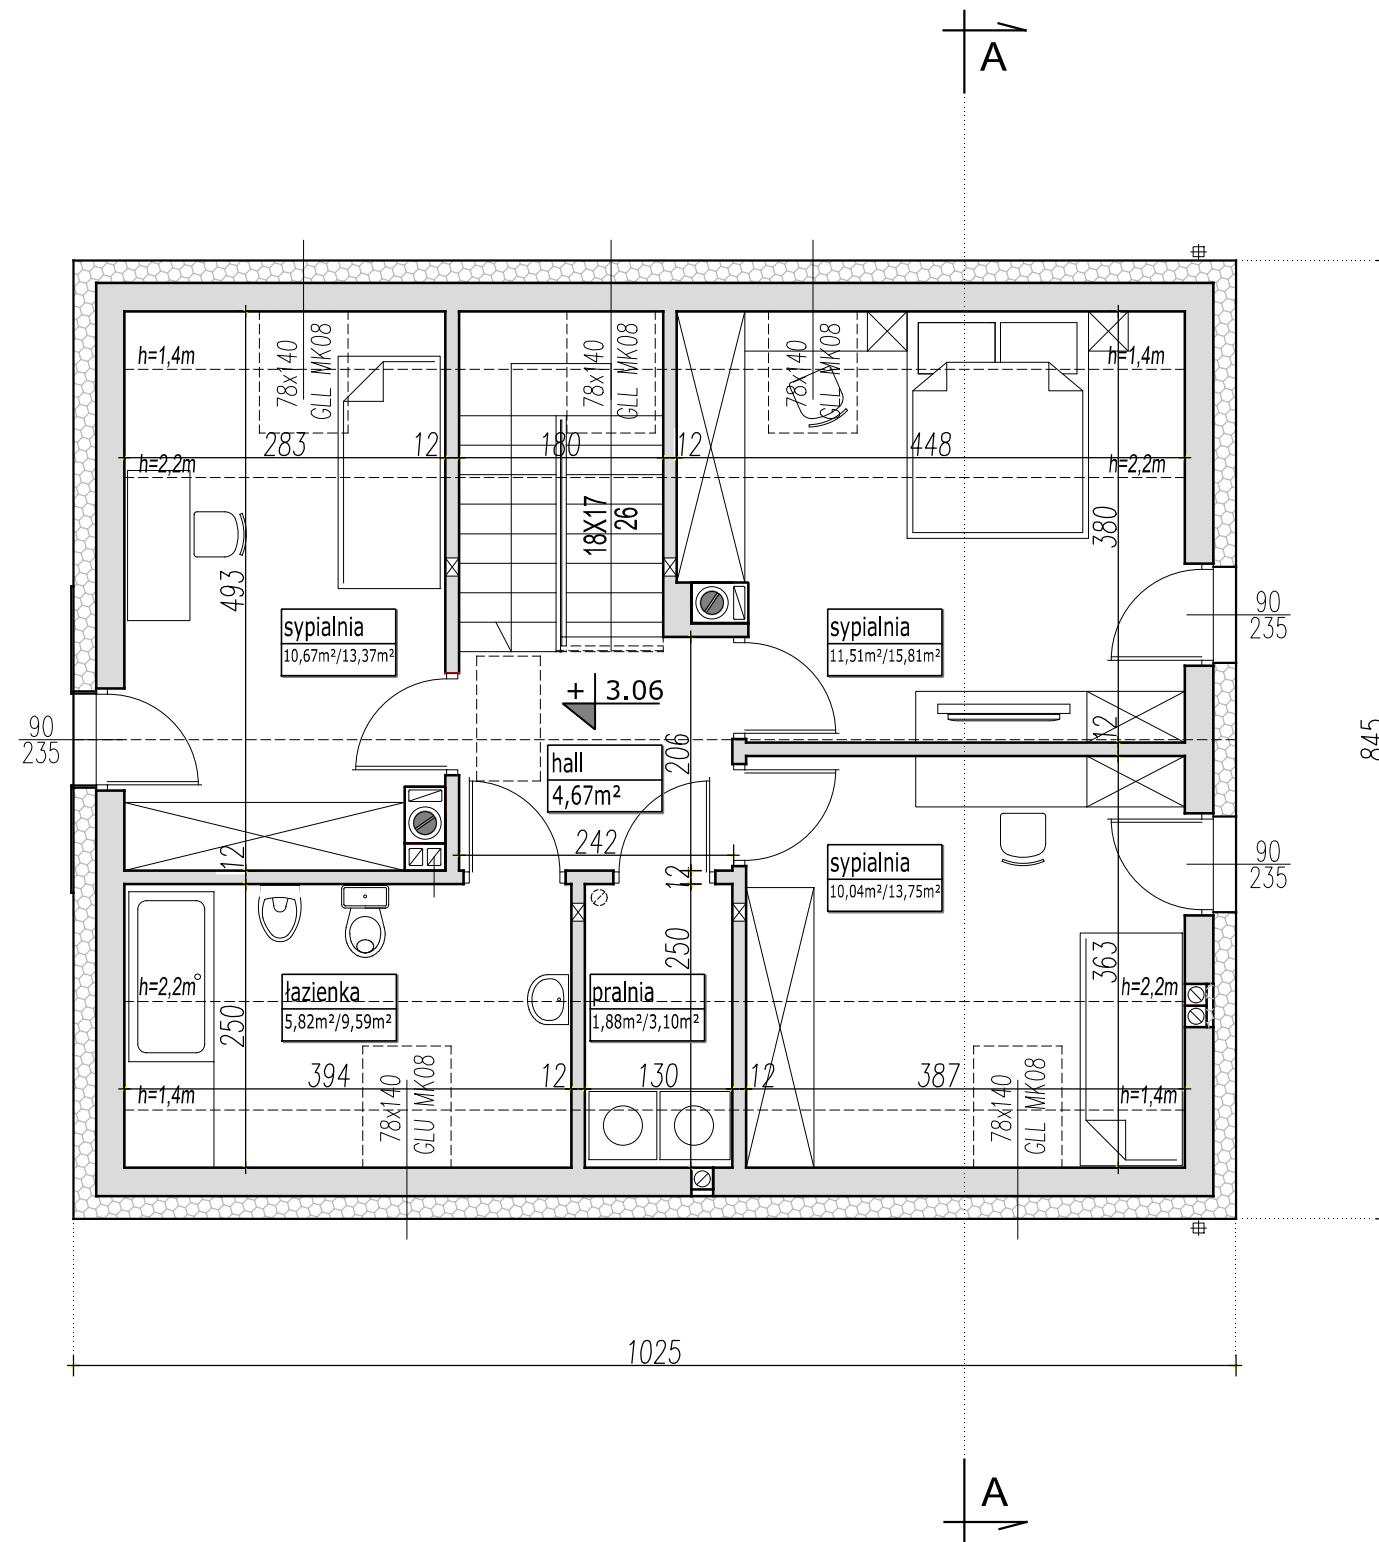 A
h=1,4m
78x140
GLL MK08
78x140
GLL MK08
78x140
GLL MK08
h=1,4m
283
12
180
12
448
h=2,2m
h=2,2m
18X17
26
380
493
sypialnia
10,67m²/13,37m²
sypialnia
11,51m²/15,81m²
90
235
+ 3.06
90
235
12
206
hall
4,67m²
242
12
12
sypialnia
10,04m²/13,75m²
90
235
845
250
363
h=2,2m
łazienka
5,82m²/9,59m²
pralnia
1,88m²/3,10m²
h=2,2m
250
394
12
130
12
387
h=1,4m
78x140
GLU MK08
78x140
GLL MK08
h=1,4m
1025
A